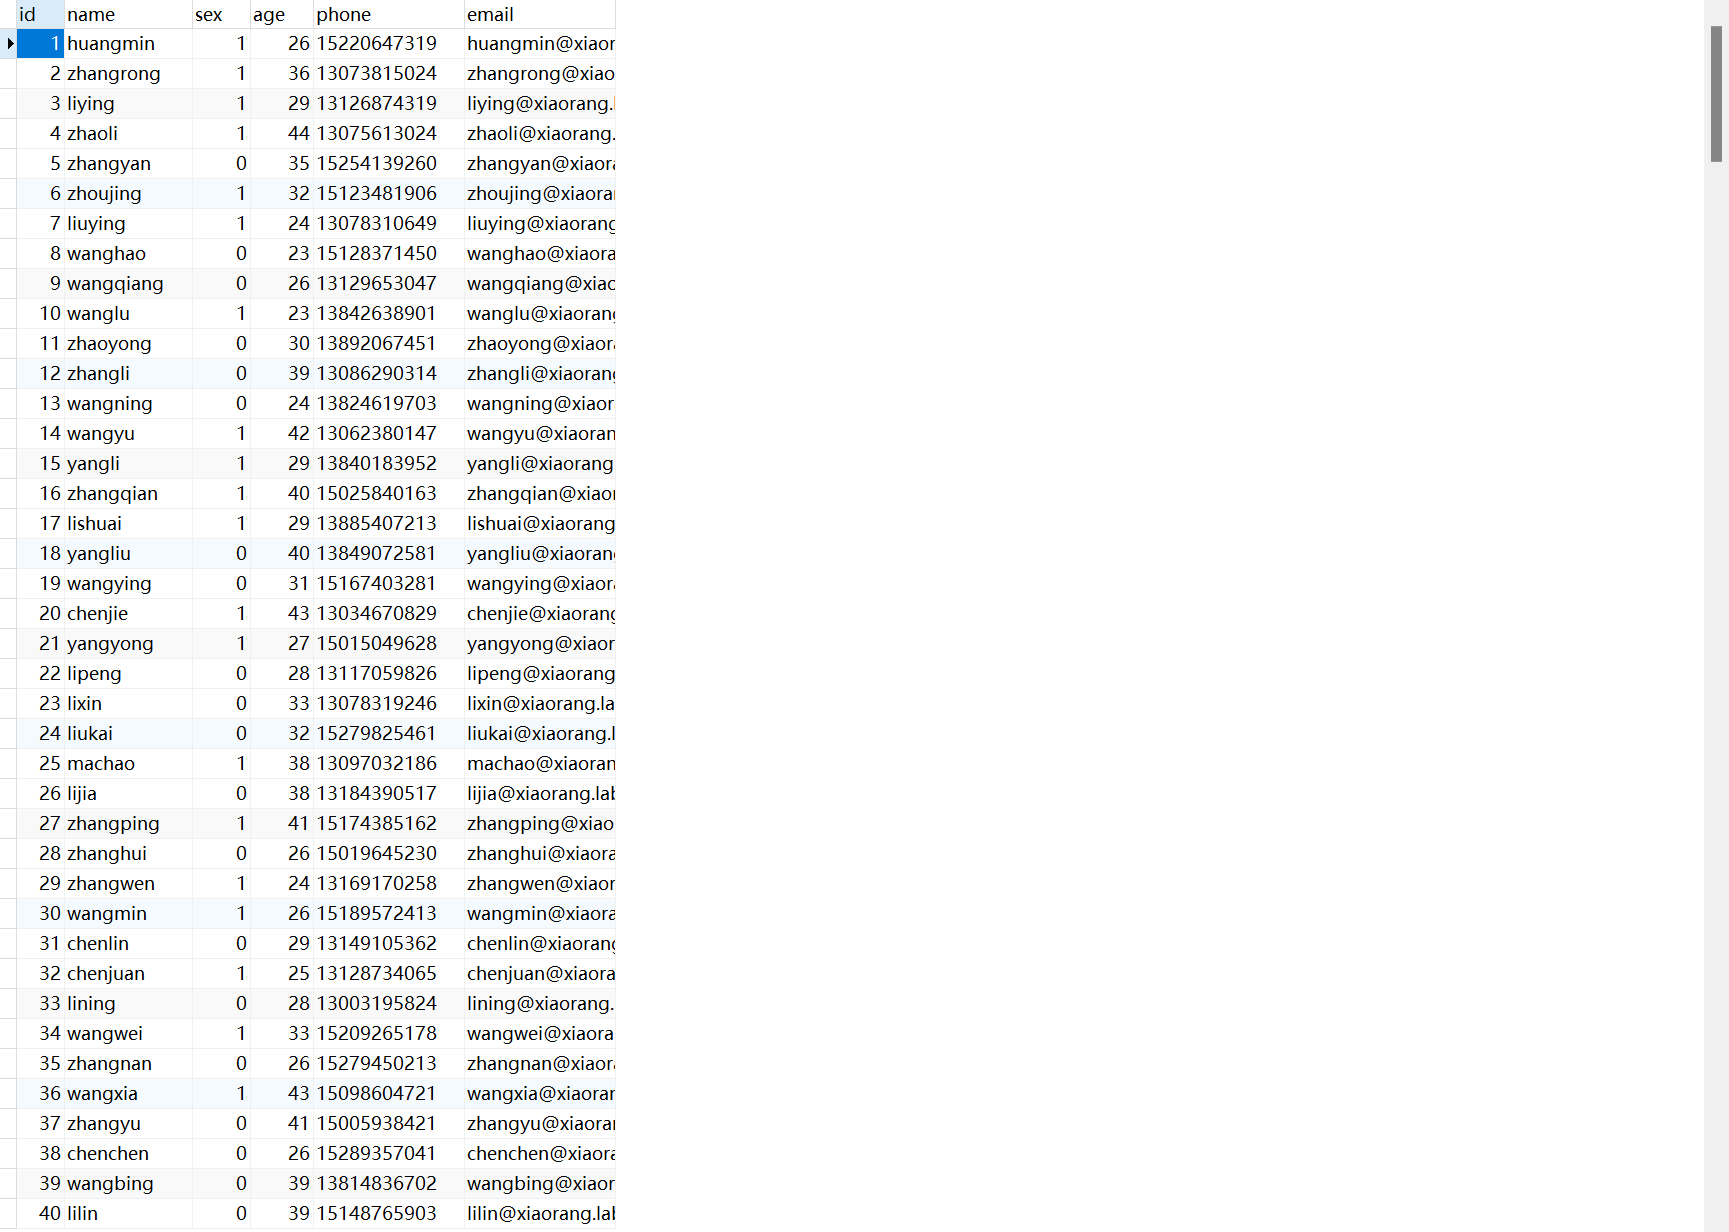 id name sex age phone email
1 huangmin 1 26 15220647319 huangmin@xiaor
2 zhangrong 1 36 13073815024 zhangrong@xiao
3 liying 1 29 13126874319 liying@xiaorang.
4 zhaoli 1 44 13075613024 zhaoli@xiaorang.
5 zhangyan 0 35 15254139260 zhangyan@xiaora
6 zhoujing 1 32 15123481906 zhoujing@xiaora
7 liuying 1 24 13078310649 liuying@xiaorang
8 wanghao 0 23 15128371450 wanghao@xiaora
9 wangqiang 0 26 13129653047 wangqiang@xiao
10 wanglu 1 23 13842638901 wanglu@xiaorang
11 zhaoyong 0 30 13892067451 zhaoyong@xiaora
12 zhangli 0 39 13086290314 zhangli@xiaorang
13 wangning 0 24 13824619703 wangning@xiaor
14 wangyu 1 42 13062380147 wangyu@xiaoran
15 yangli 1 29 13840183952 yangli@xiaorang
16 zhangqian 1 40 15025840163 zhangqian@xiaor
17 lishuai 1 29 13885407213 lishuai@xiaorang
18 yangliu 0 40 13849072581 yangliu@xiaorang
19 wangying 0 31 15167403281 wangying@xiaora
20 chenjie 1 43 13034670829 chenjie@xiaorang
21 yangyong 1 27 15015049628 yangyong@xiaor
22 lipeng 0 28 13117059826 lipeng@xiaorang
23 lixin 0 33 13078319246 lixin@xiaorang.la
24 liukai 0 32 15279825461 liukai@xiaorang.l
25 machao 1 38 13097032186 machao@xiaoran
26 lijia 0 38 13184390517 lijia@xiaorang.lab
27 zhangping 1 41 15174385162 zhangping@xiao
28 zhanghui 0 26 15019645230 zhanghui@xiaora
29 zhangwen 1 24 13169170258 zhangwen@xiaor
30 wangmin 1 26 15189572413 wangmin@xiaora
31 chenlin 0 29 13149105362 chenlin@xiaorang
32 chenjuan 1 25 13128734065 chenjuan@xiaora
33 lining 0 28 13003195824 lining@xiaorang.
34 wangwei 1 33 15209265178 wangwei@xiaora
35 zhangnan 0 26 15279450213 zhangnan@xiaora
36 wangxia 1 43 15098604721 wangxia@xiaoran
37 zhangyu 0 41 15005938421 zhangyu@xiaora
38 chenchen 0 26 15289357041 chenchen@xiaora
39 wangbing 0 39 13814836702 wangbing@xiaor
40 lilin 0 39 15148765903 lilin@xiaorang.lab